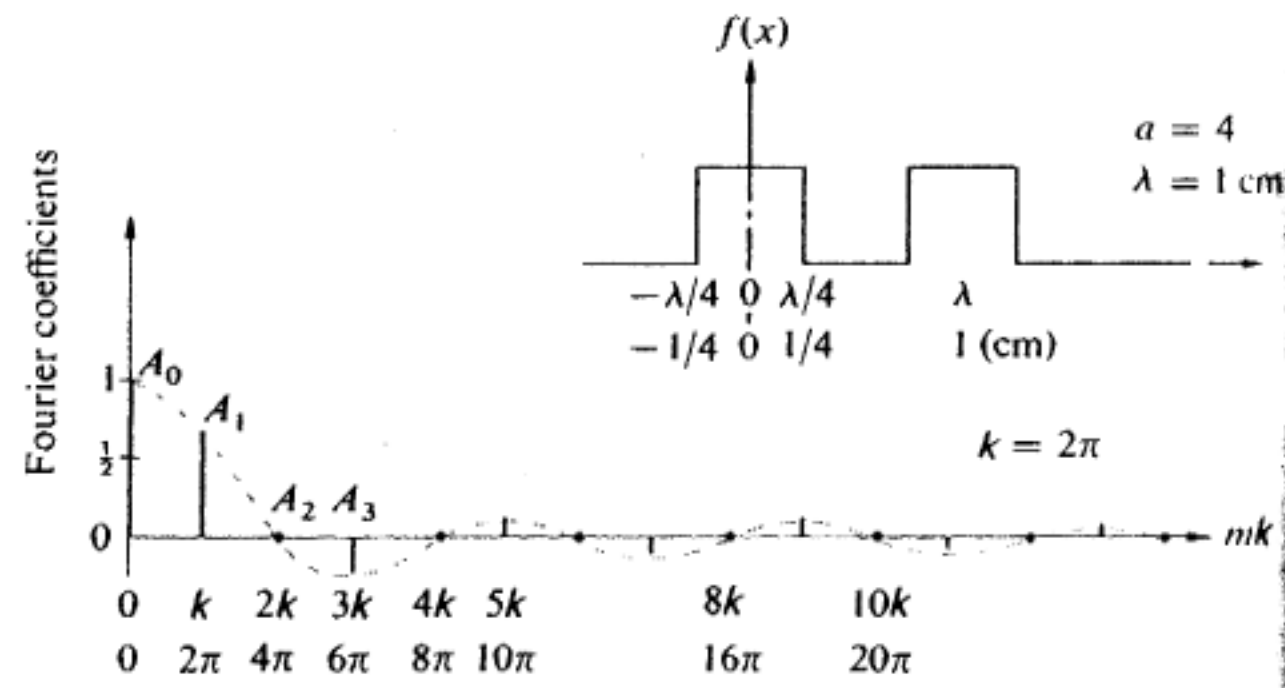 f(x)
a = 4
λ = 1 cm
−λ/4 0 λ/4 λ
−1/4 0 1/4 1 (cm)
k = 2π
Fourier coefficients
1 A₀
A₁
½
A₂ A₃
0 mk
0 k 2k 3k 4k 5k 8k 10k
0 2π 4π 6π 8π 10π 16π 20π